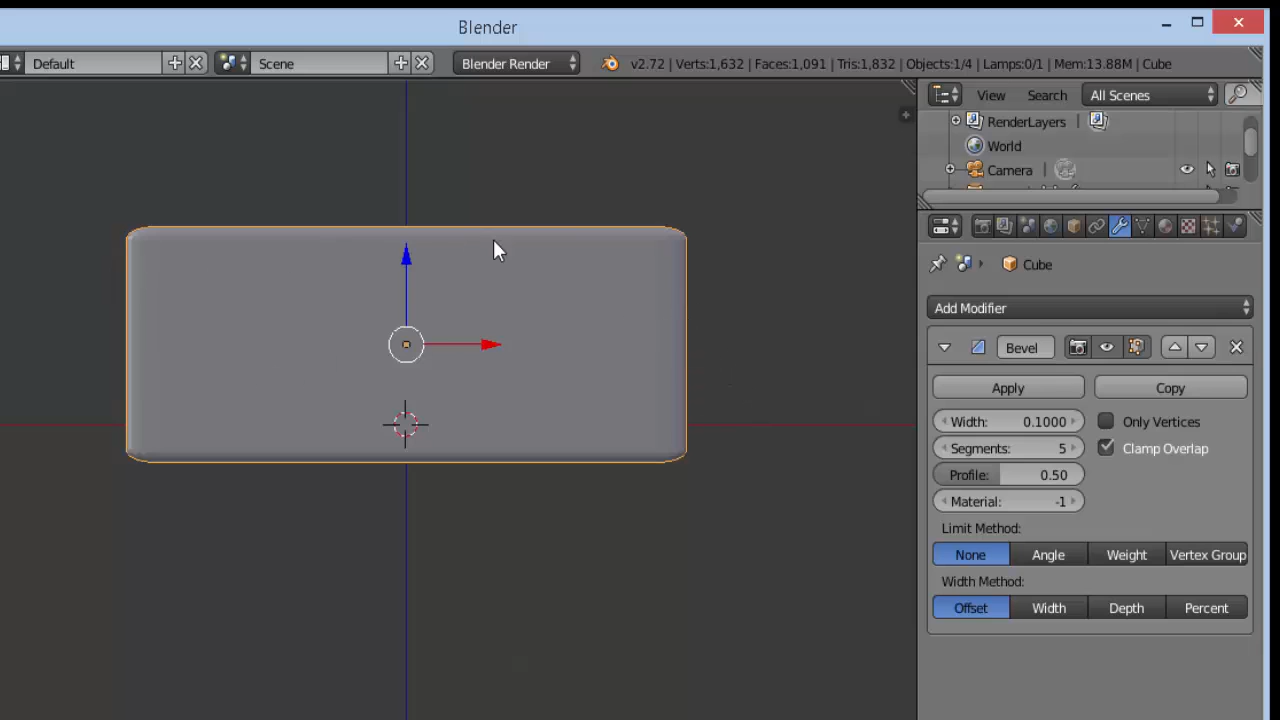 Blender
Default
Scene
Blender Render
v2.72 | Verts:1,632 | Faces:1,091 | Tris:1,832 | Objects:1/4 | Lamps:0/1 | Mem:13.88M | Cube
View
Search
All Scenes
RenderLayers |
World
Camera |
Cube
Add Modifier
Bevel
Apply
Copy
Width: 0.1000
Only Vertices
Segments: 5
Clamp Overlap
Profile: 0.50
Material: -1
Limit Method:
None Angle Weight Vertex Group
Width Method:
Offset Width Depth Percent